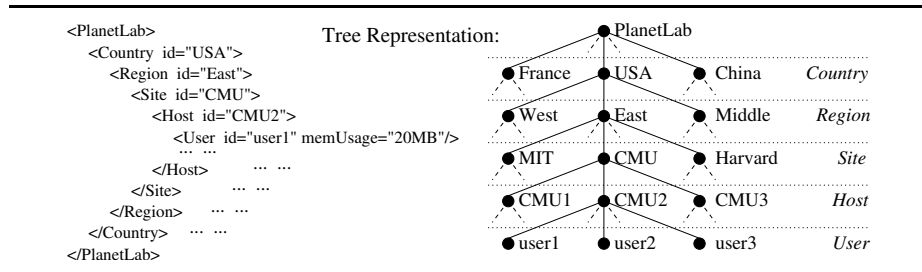 <PlanetLab>
<Country id="USA">
<Region id="East">
<Site id="CMU">
<Host id="CMU2">
<User id="user1" memUsage="20MB"/>
... ...
</Host> ... ...
</Site> ... ...
</Region> ... ...
</Country> ... ...
</PlanetLab>
Tree Representation: PlanetLab
France USA China Country
West East Middle Region
MIT CMU Harvard Site
CMU1 CMU2 CMU3 Host
user1 user2 user3 User